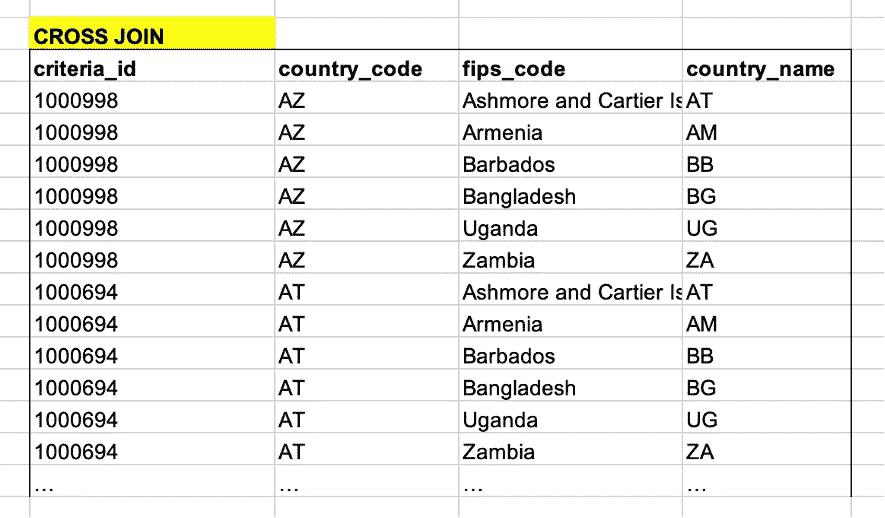 CROSS JOIN
criteria_id country_code fips_code country_name
1000998 AZ Ashmore and Cartier Is AT
1000998 AZ Armenia AM
1000998 AZ Barbados BB
1000998 AZ Bangladesh BG
1000998 AZ Uganda UG
1000998 AZ Zambia ZA
1000694 AT Ashmore and Cartier Is AT
1000694 AT Armenia AM
1000694 AT Barbados BB
1000694 AT Bangladesh BG
1000694 AT Uganda UG
1000694 AT Zambia ZA
... ... ... ...